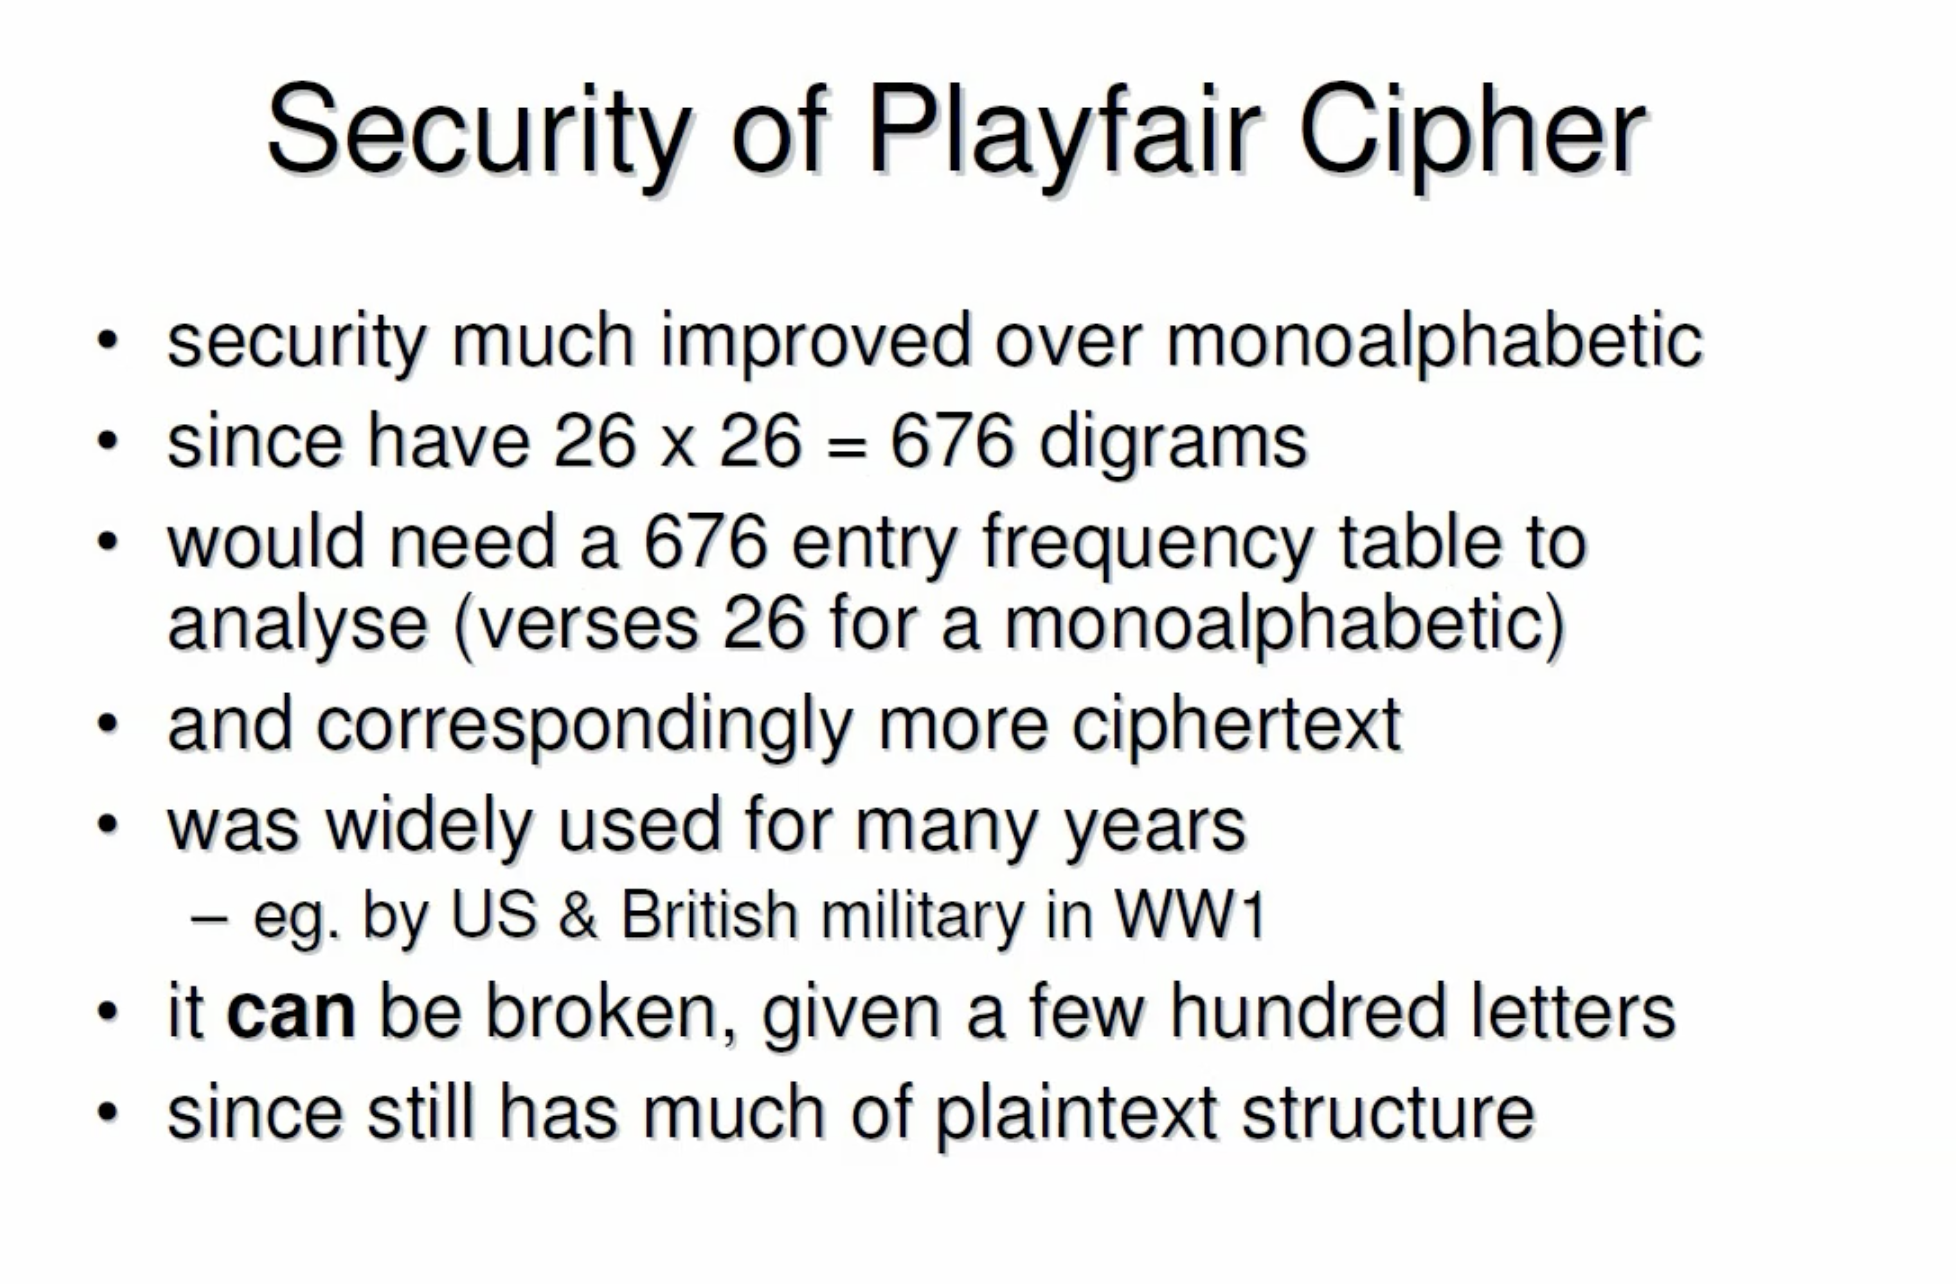 Security of Playfair Cipher
• security much improved over monoalphabetic
• since have 26 x 26 = 676 digrams
• would need a 676 entry frequency table to
analyse (verses 26 for a monoalphabetic)
• and correspondingly more ciphertext
• was widely used for many years
– eg. by US & British military in WW1
• it can be broken, given a few hundred letters
• since still has much of plaintext structure